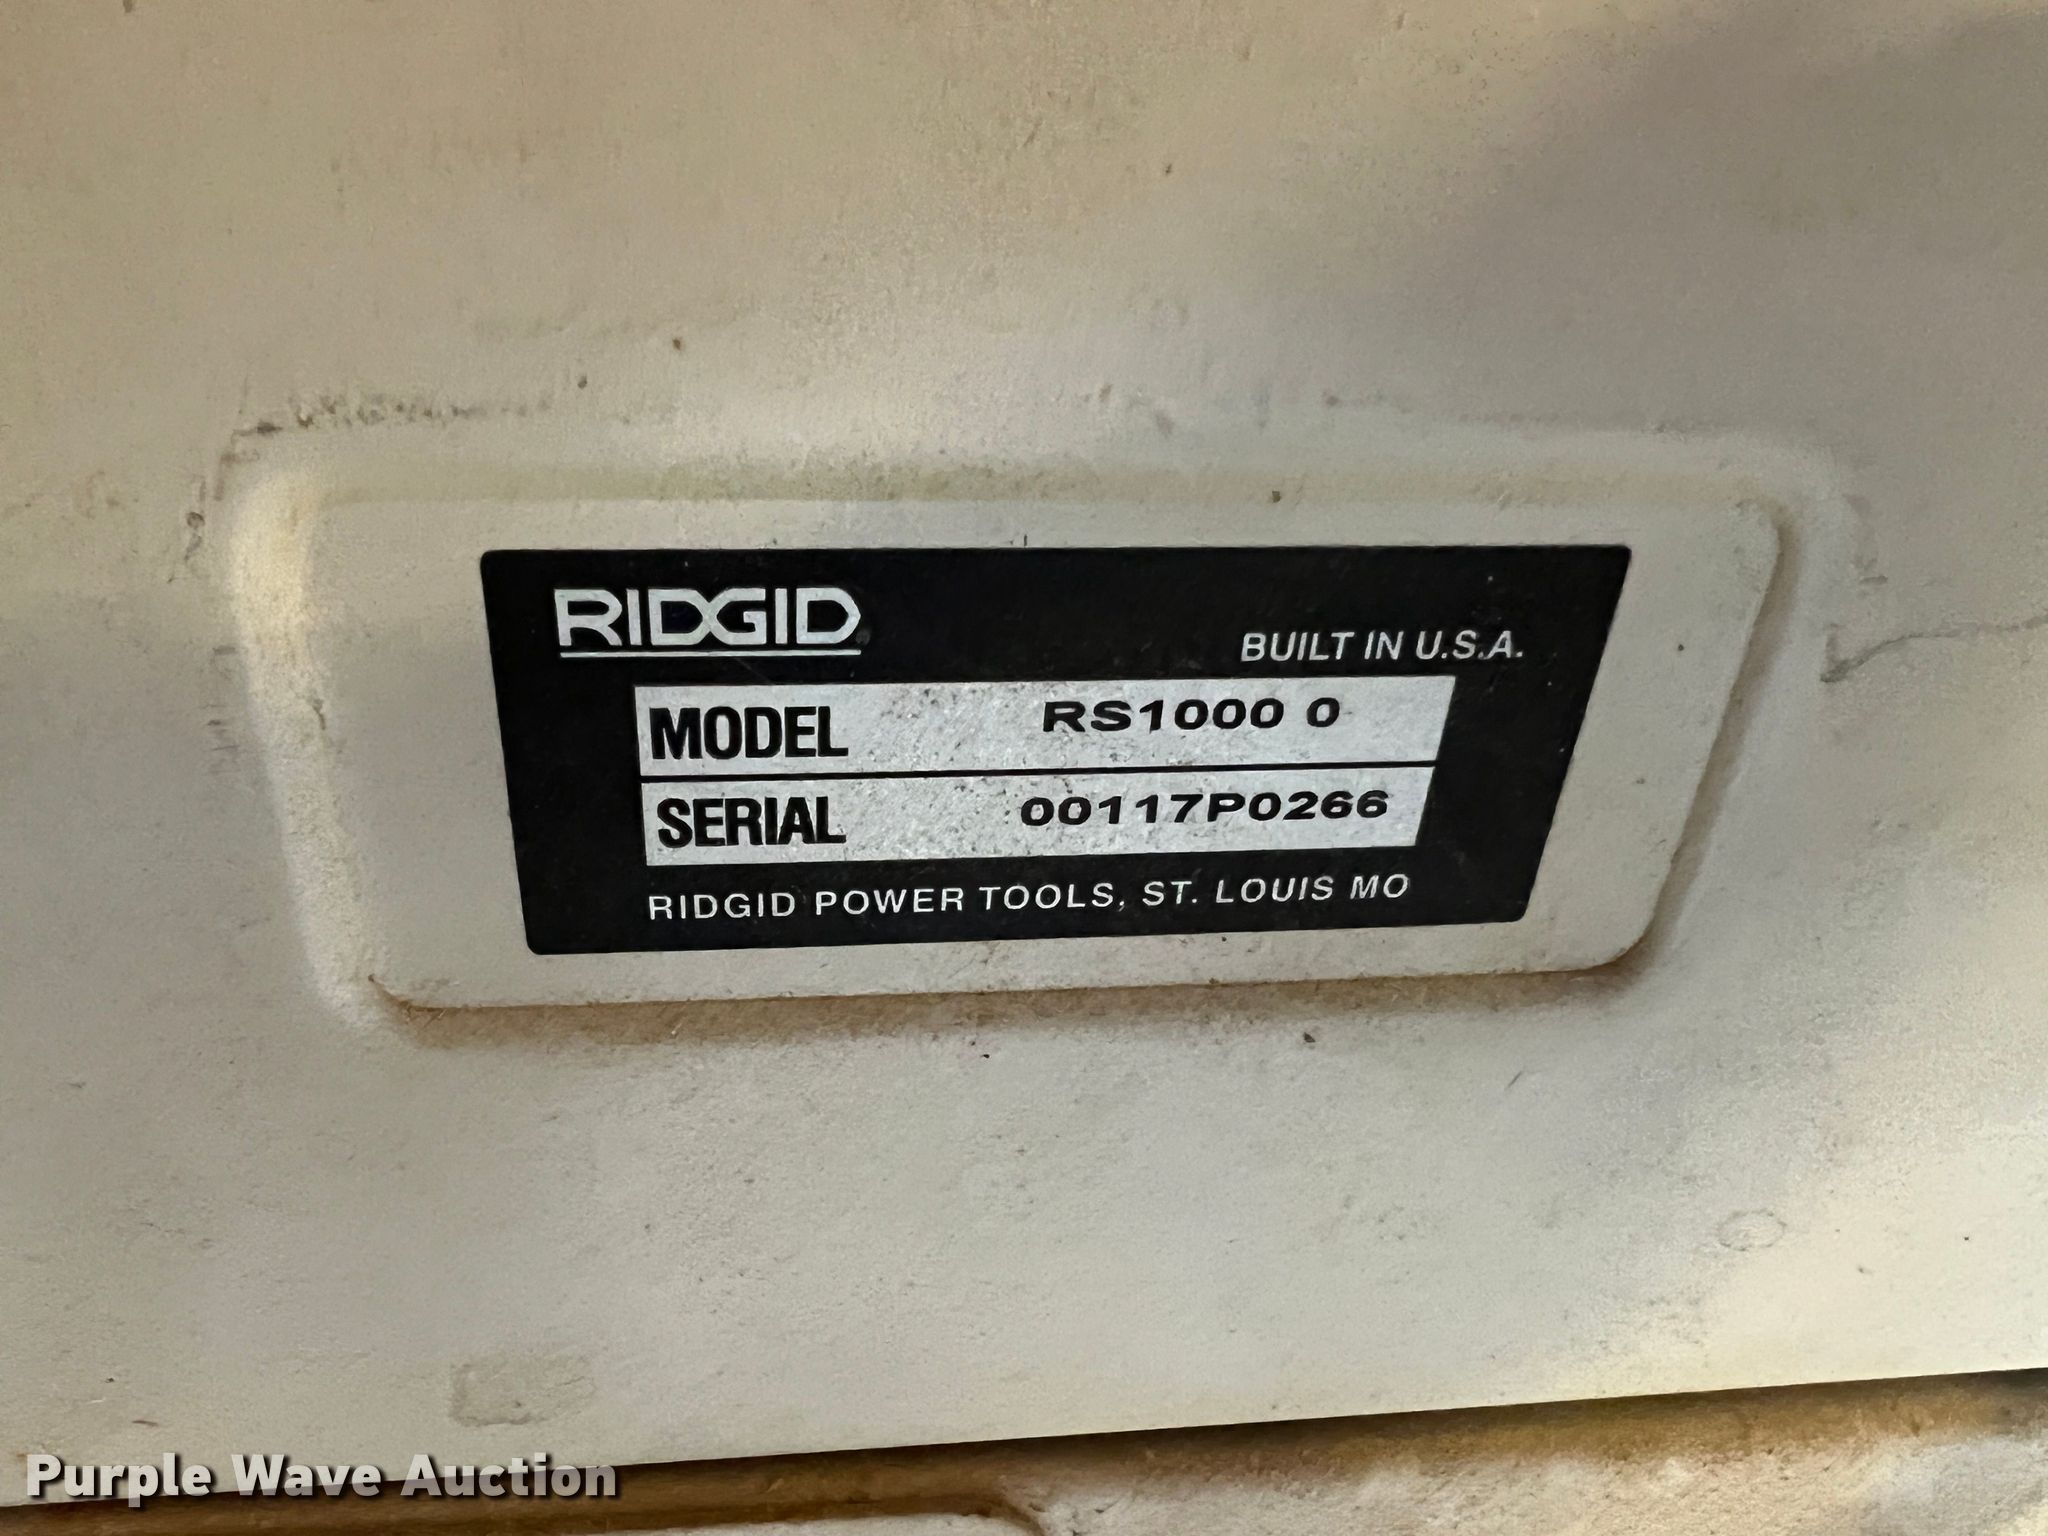 RIDGID
BUILT IN U.S.A.
MODEL RS1000 0
SERIAL 00117P0266
RIDGID POWER TOOLS, ST. LOUIS MO
Purple Wave Auction